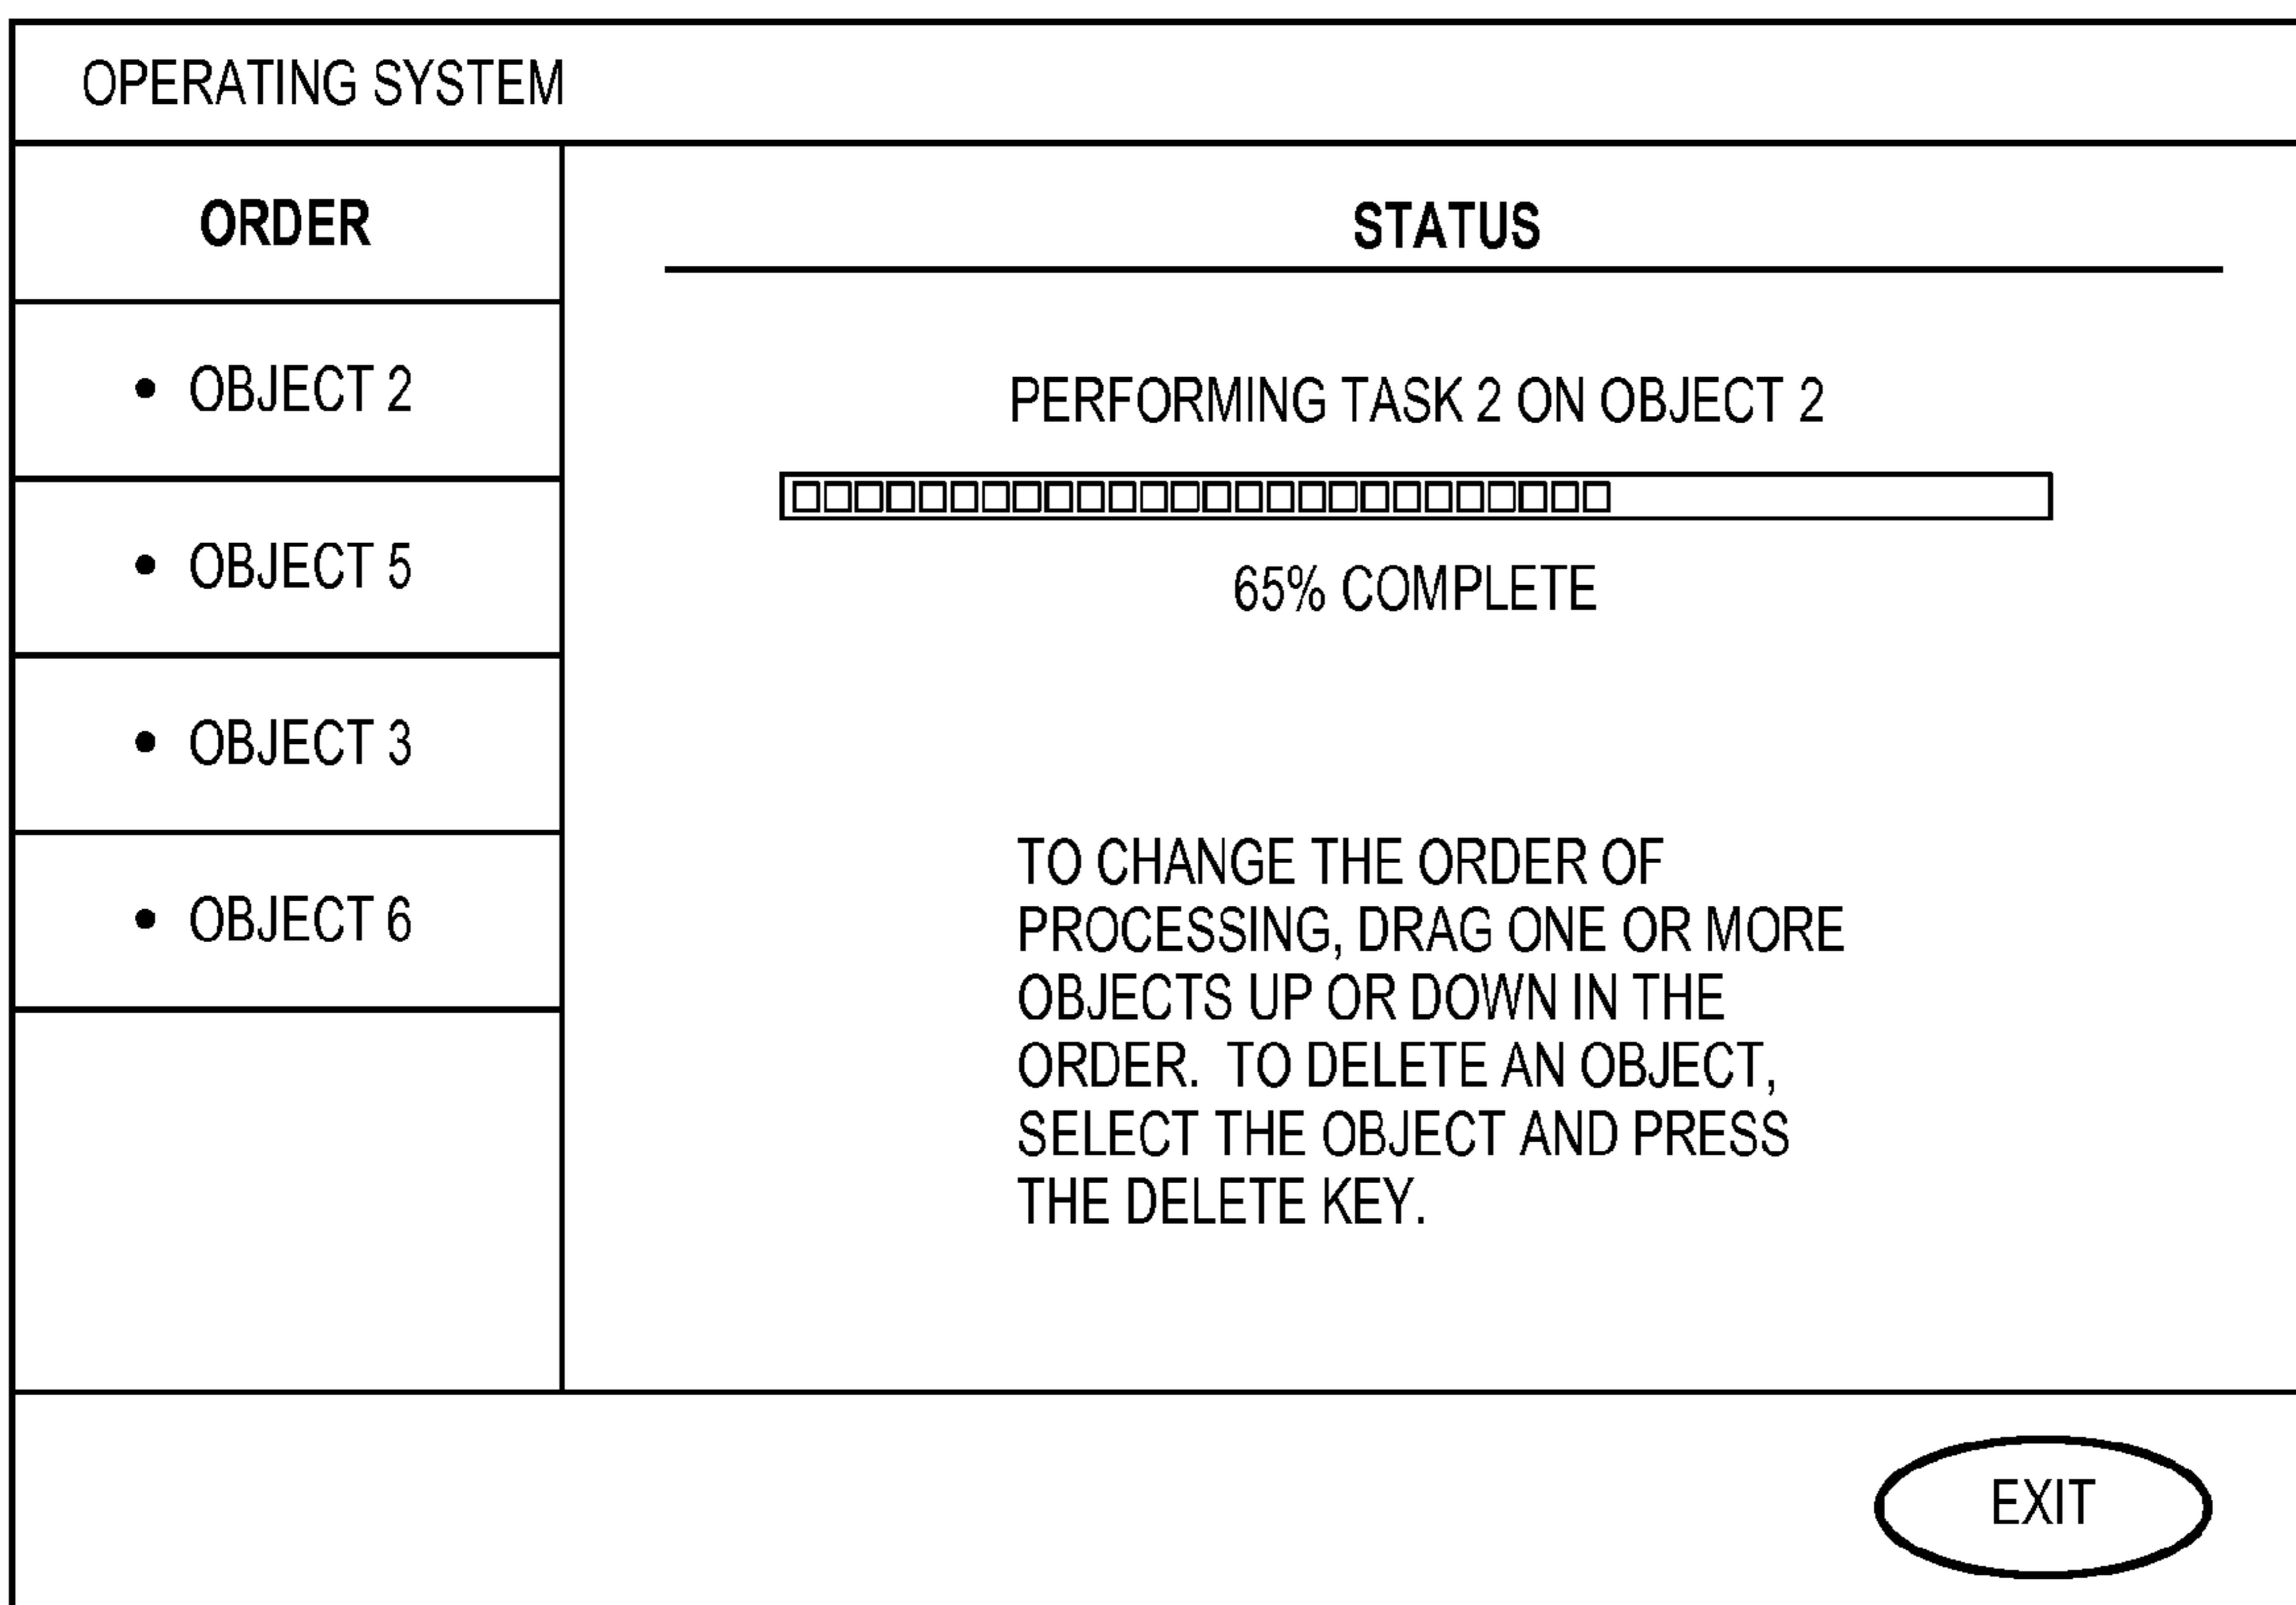 OPERATING SYSTEM
ORDER
• OBJECT 2
• OBJECT 5
• OBJECT 3
• OBJECT 6
STATUS
PERFORMING TASK 2 ON OBJECT 2
65% COMPLETE
TO CHANGE THE ORDER OF
PROCESSING, DRAG ONE OR MORE
OBJECTS UP OR DOWN IN THE
ORDER.  TO DELETE AN OBJECT,
SELECT THE OBJECT AND PRESS
THE DELETE KEY.
EXIT